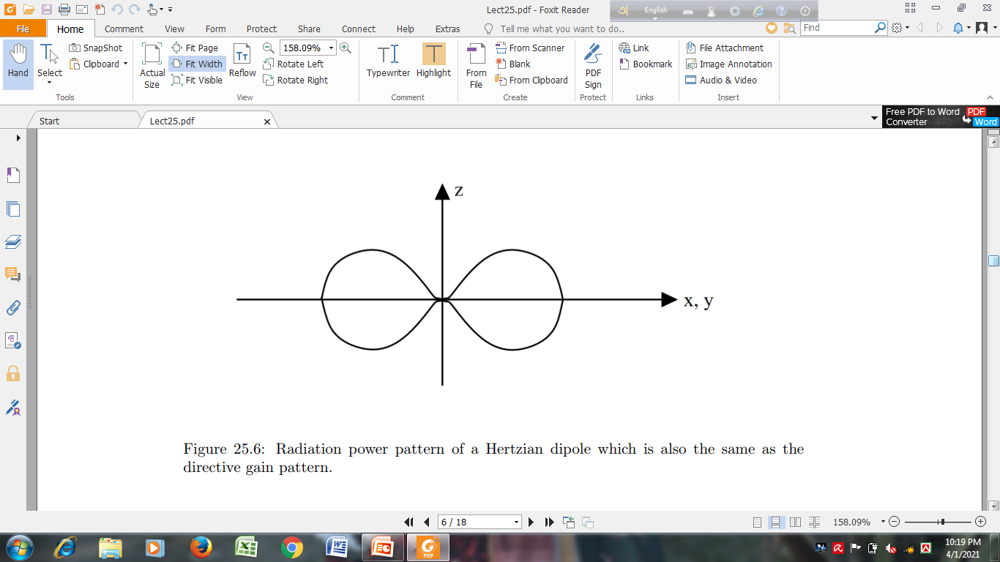 Lect25.pdf - Foxit Reader
English
File Home Comment View Form Protect Share Connect Help Extras Tell me what you want to do.. Find
Hand
Select
SnapShot
Clipboard
Tools
Actual Size
Fit Page
Fit Width
Fit Visible
Reflow
158.09%
Rotate Left
Rotate Right
View
Typewriter
Highlight
Comment
From File
From Scanner
Blank
From Clipboard
Create
PDF Sign
Protect
Link
Bookmark
Links
File Attachment
Image Annotation
Audio & Video
Insert
Start
Lect25.pdf
Free PDF to Word
Converter
PDF
Word
z
x, y
Figure 25.6: Radiation power pattern of a Hertzian dipole which is also the same as the
directive gain pattern.
6 / 18
158.09%
PDF
10:19 PM
4/1/2021